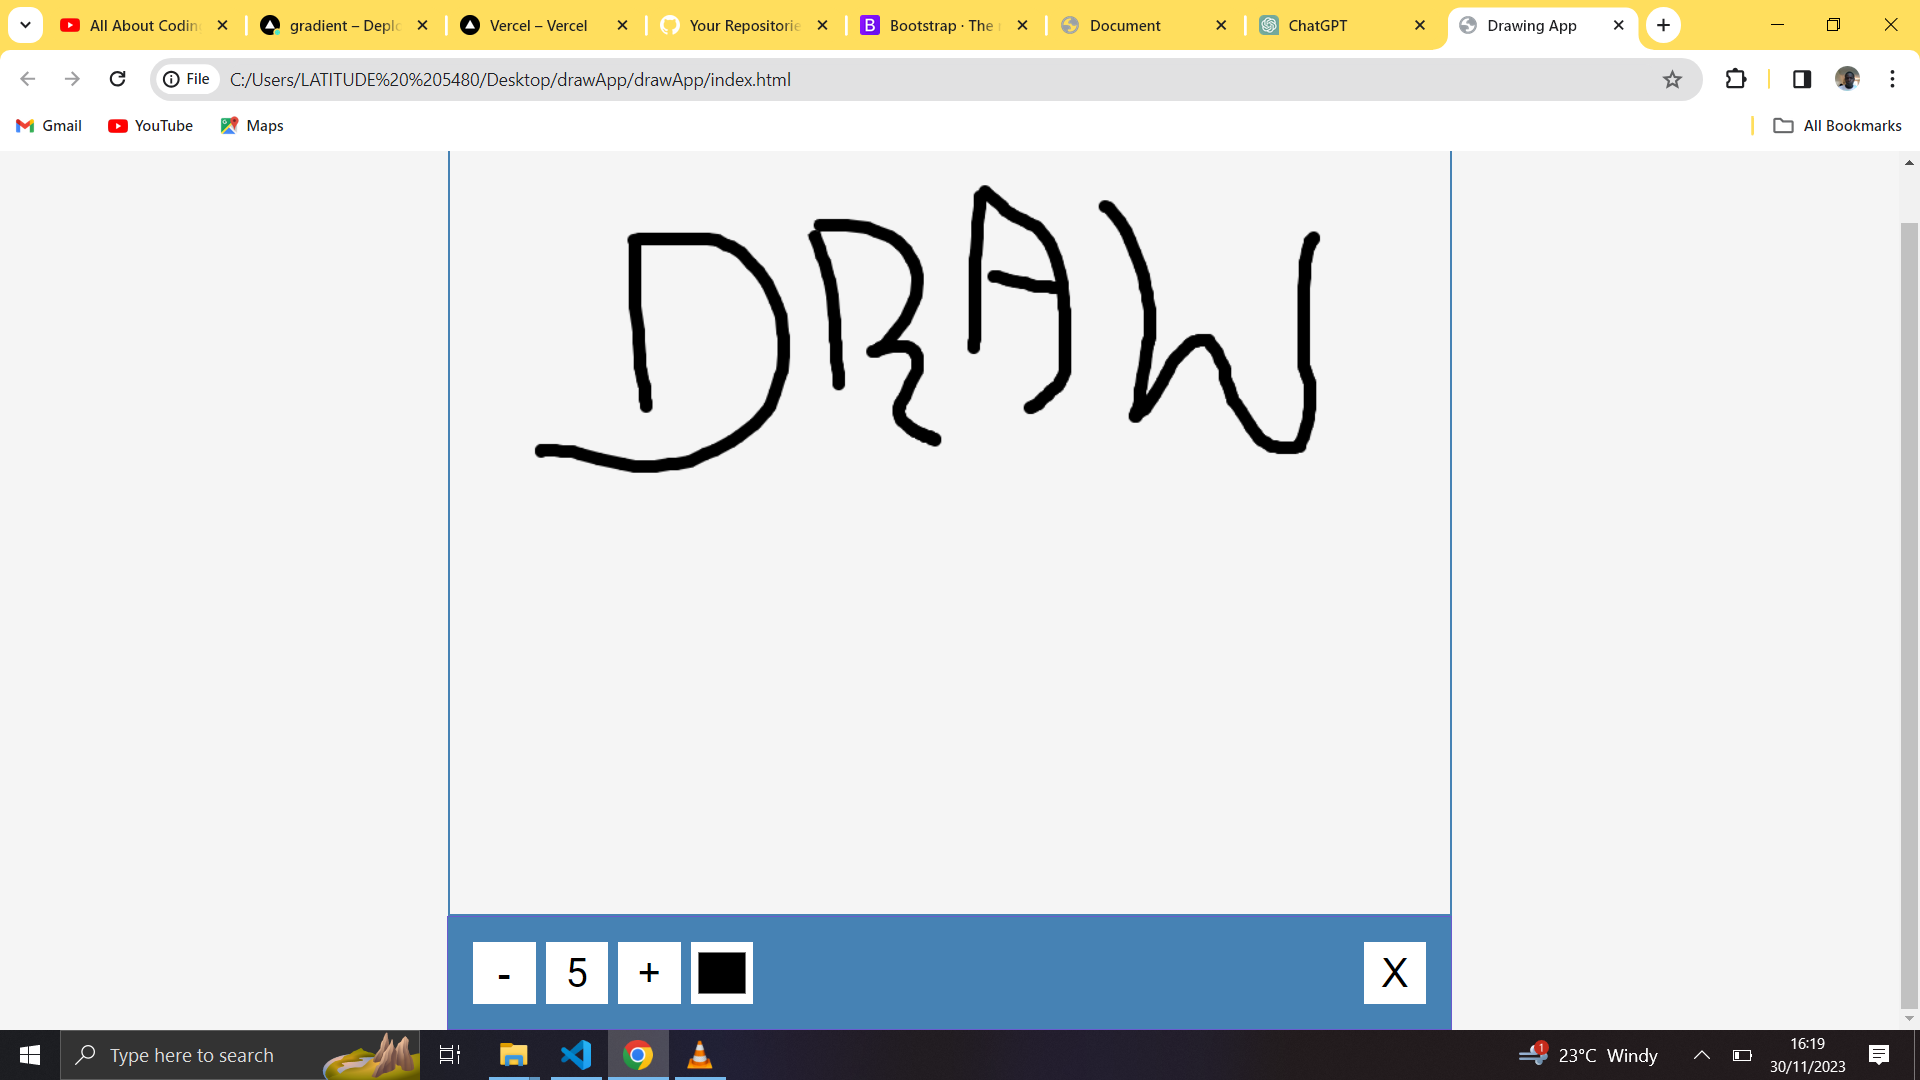 All About Codin
gradient – Deplo
Vercel – Vercel
Your Repositorie
Bootstrap · The
Document
ChatGPT
Drawing App
File
C:/Users/LATITUDE%20%205480/Desktop/drawApp/drawApp/index.html
Gmail
YouTube
Maps
All Bookmarks
DRAW
- 5 + X
Type here to search
1
23°C Windy
16:19
30/11/2023